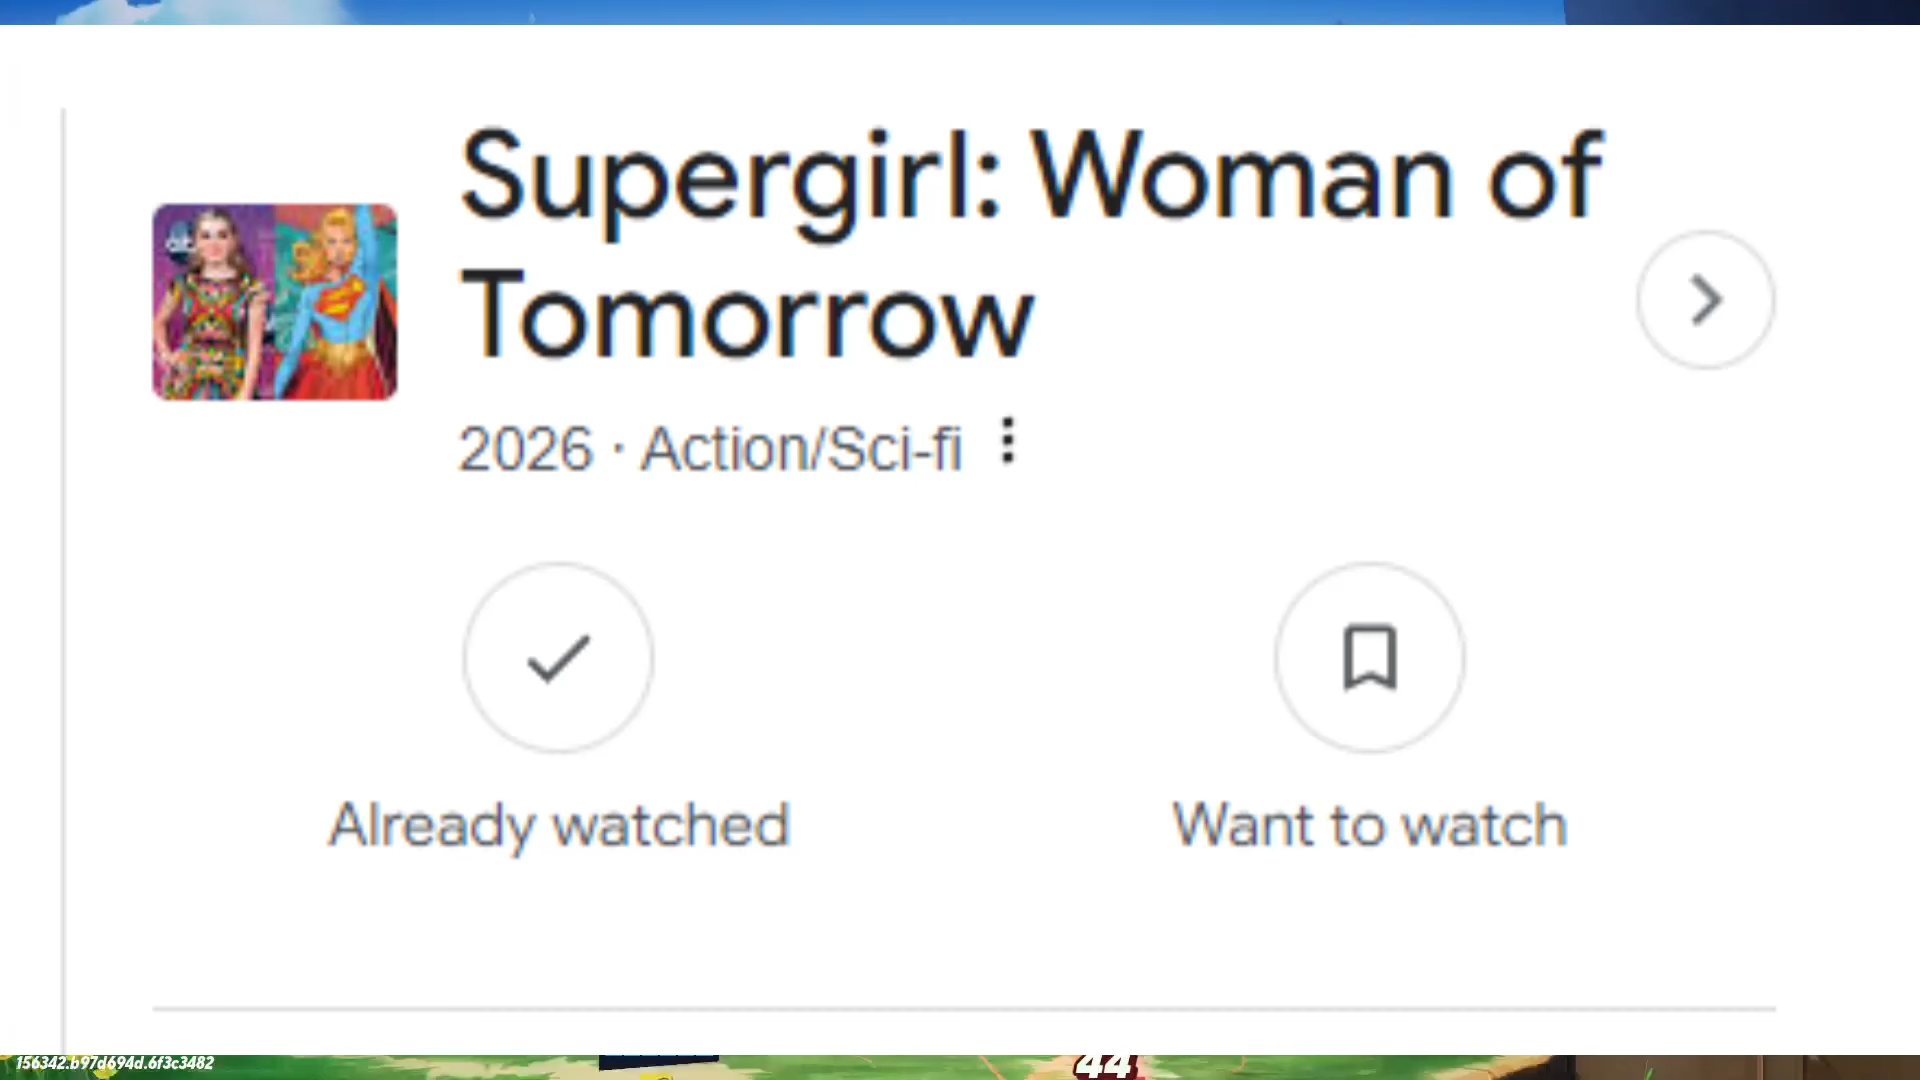 Supergirl: Woman of
Tomorrow
2026 · Action/Sci-fi
Already watched
Want to watch
156342.b97d694d.6f3c3482
44